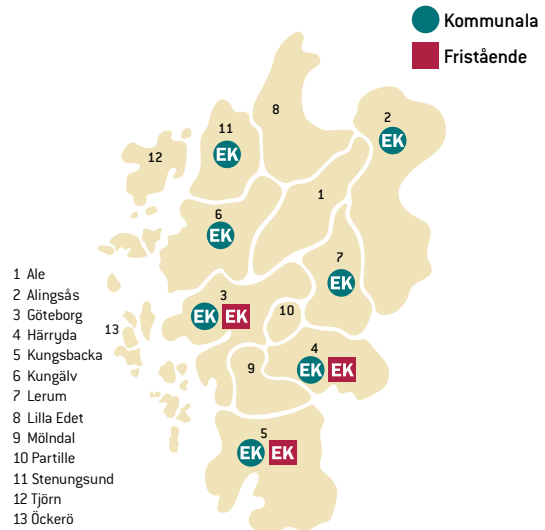 Kommunala
Fristående
8
2
11
EK
EK
12
1
6
EK
7
EK
3
EK EK
10
13
4
EK EK
9
5
EK EK
1 Ale
2 Alingsås
3 Göteborg
4 Härryda
5 Kungsbacka
6 Kungälv
7 Lerum
8 Lilla Edet
9 Mölndal
10 Partille
11 Stenungsund
12 Tjörn
13 Öckerö